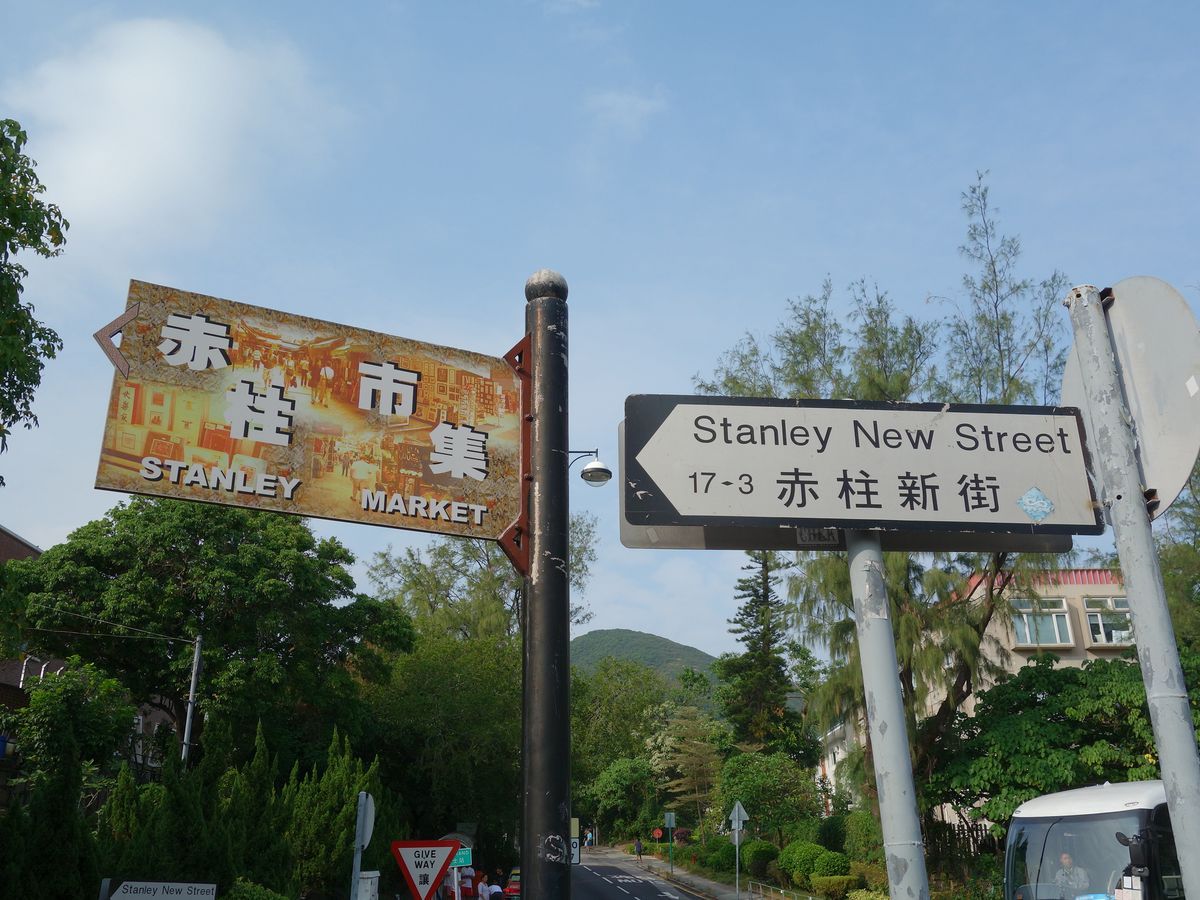 赤柱
市集
STANLEY
MARKET
Stanley New Street
17-3 赤柱新街
GIVE
WAY
讓
Stanley New Street